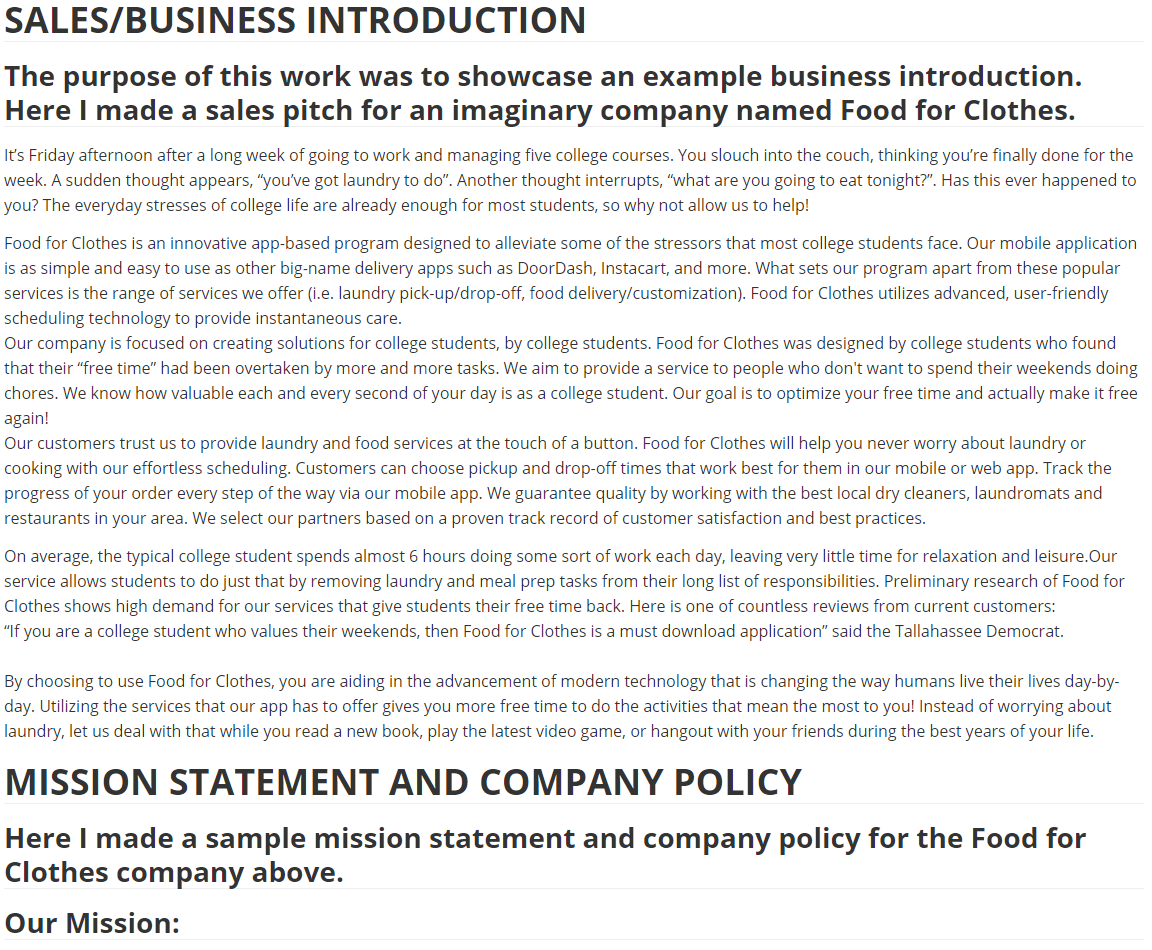 SALES/BUSINESS INTRODUCTION
The purpose of this work was to showcase an example business introduction.
Here I made a sales pitch for an imaginary company named Food for Clothes.
It’s Friday afternoon after a long week of going to work and managing five college courses. You slouch into the couch, thinking you’re finally done for the
week. A sudden thought appears, “you’ve got laundry to do”. Another thought interrupts, “what are you going to eat tonight?”. Has this ever happened to
you? The everyday stresses of college life are already enough for most students, so why not allow us to help!
Food for Clothes is an innovative app-based program designed to alleviate some of the stressors that most college students face. Our mobile application
is as simple and easy to use as other big-name delivery apps such as DoorDash, Instacart, and more. What sets our program apart from these popular
services is the range of services we offer (i.e. laundry pick-up/drop-off, food delivery/customization). Food for Clothes utilizes advanced, user-friendly
scheduling technology to provide instantaneous care.
Our company is focused on creating solutions for college students, by college students. Food for Clothes was designed by college students who found
that their “free time” had been overtaken by more and more tasks. We aim to provide a service to people who don't want to spend their weekends doing
chores. We know how valuable each and every second of your day is as a college student. Our goal is to optimize your free time and actually make it free
again!
Our customers trust us to provide laundry and food services at the touch of a button. Food for Clothes will help you never worry about laundry or
cooking with our effortless scheduling. Customers can choose pickup and drop-off times that work best for them in our mobile or web app. Track the
progress of your order every step of the way via our mobile app. We guarantee quality by working with the best local dry cleaners, laundromats and
restaurants in your area. We select our partners based on a proven track record of customer satisfaction and best practices.
On average, the typical college student spends almost 6 hours doing some sort of work each day, leaving very little time for relaxation and leisure.Our
service allows students to do just that by removing laundry and meal prep tasks from their long list of responsibilities. Preliminary research of Food for
Clothes shows high demand for our services that give students their free time back. Here is one of countless reviews from current customers:
“If you are a college student who values their weekends, then Food for Clothes is a must download application” said the Tallahassee Democrat.
By choosing to use Food for Clothes, you are aiding in the advancement of modern technology that is changing the way humans live their lives day-by-
day. Utilizing the services that our app has to offer gives you more free time to do the activities that mean the most to you! Instead of worrying about
laundry, let us deal with that while you read a new book, play the latest video game, or hangout with your friends during the best years of your life.
MISSION STATEMENT AND COMPANY POLICY
Here I made a sample mission statement and company policy for the Food for
Clothes company above.
Our Mission: